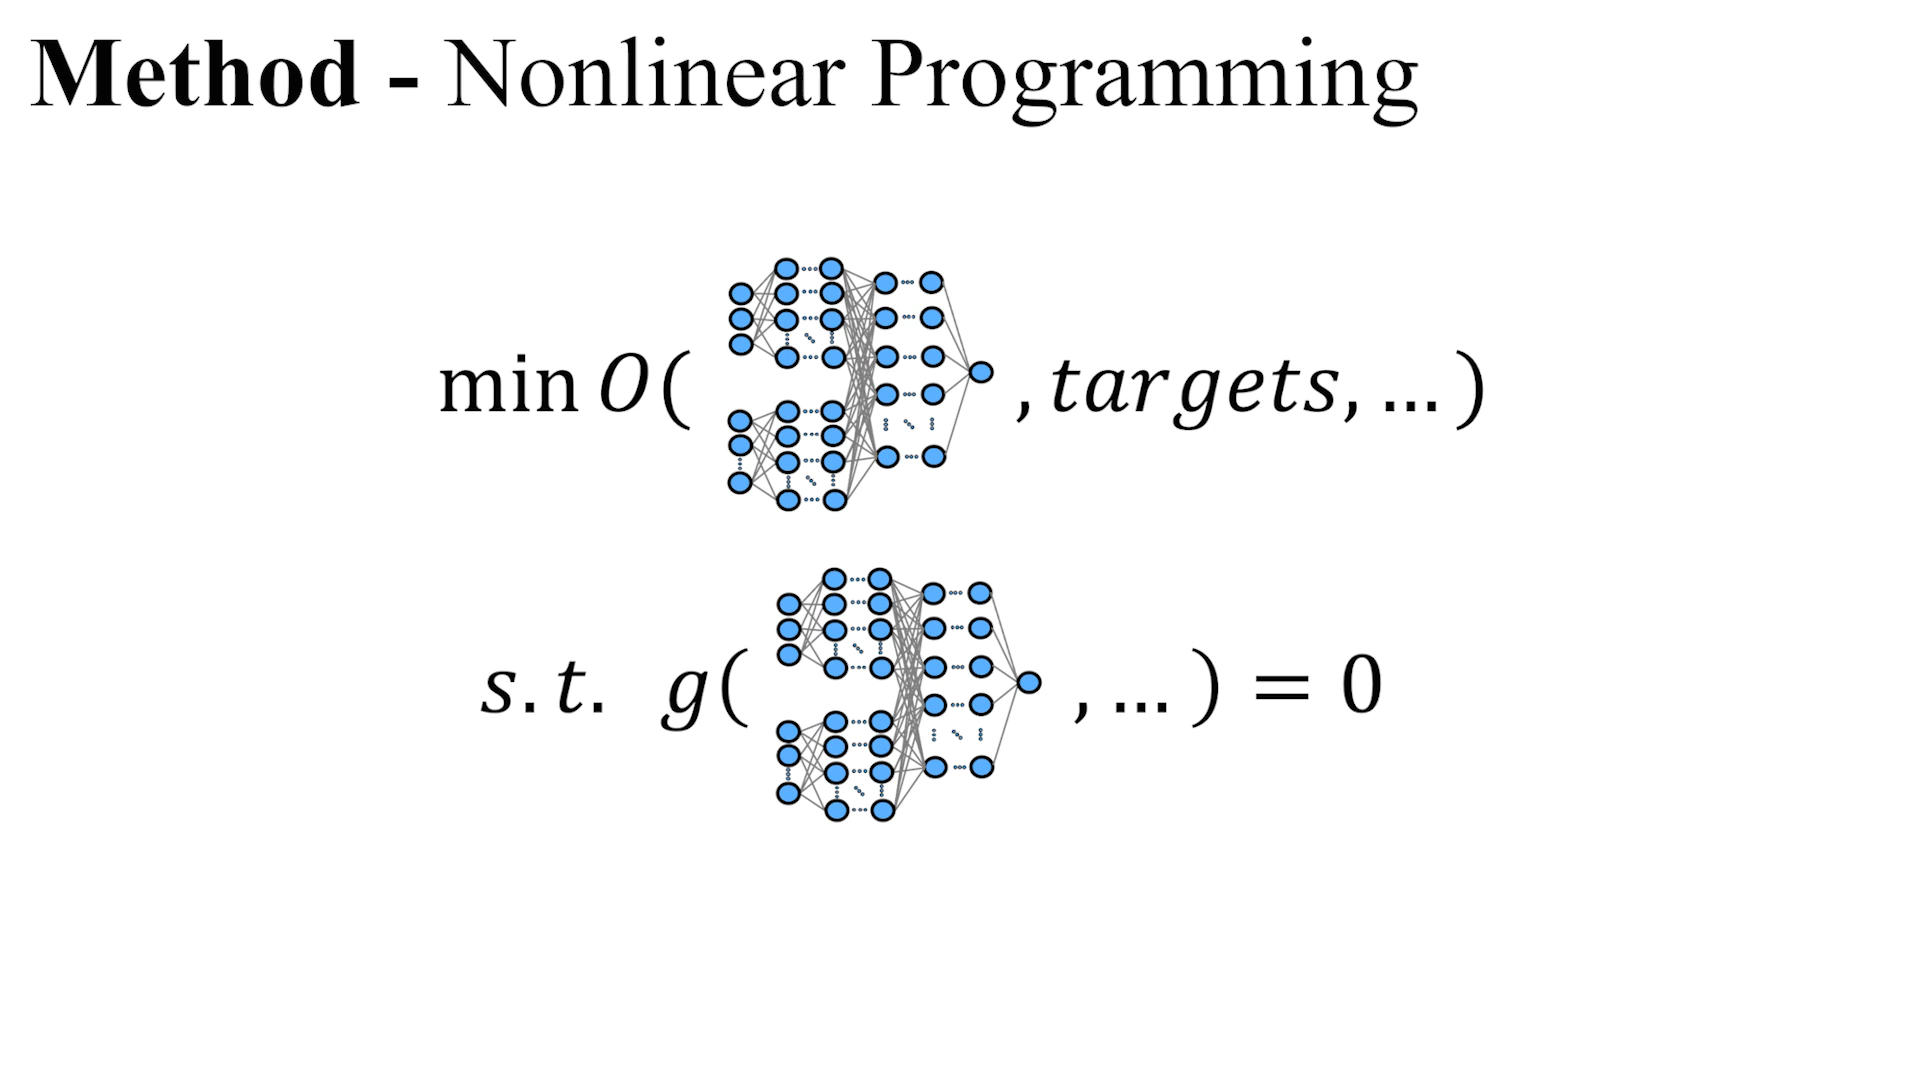 Method - Nonlinear Programming
min O( , targets, … )
s.t. g( , … ) = 0